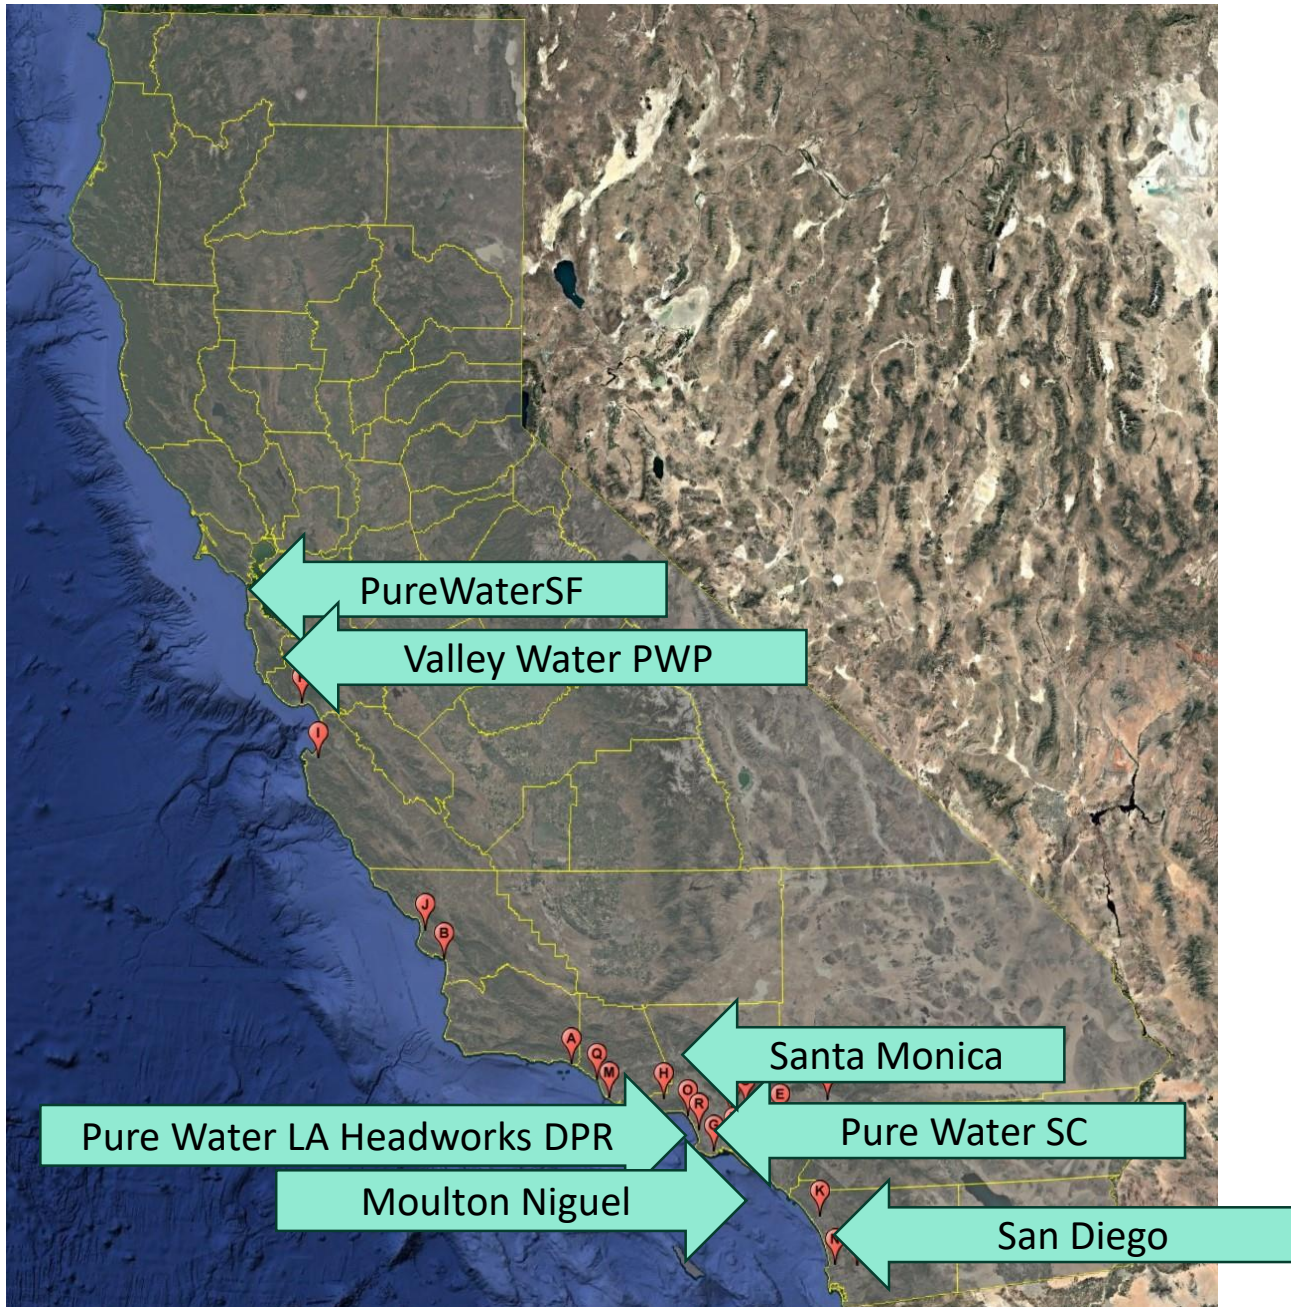 PureWaterSF
Valley Water PWP
I
J
B
A
Q
M
H
O
R
G
E
Santa Monica
Pure Water LA Headworks DPR
Pure Water SC
Moulton Niguel
K
San Diego